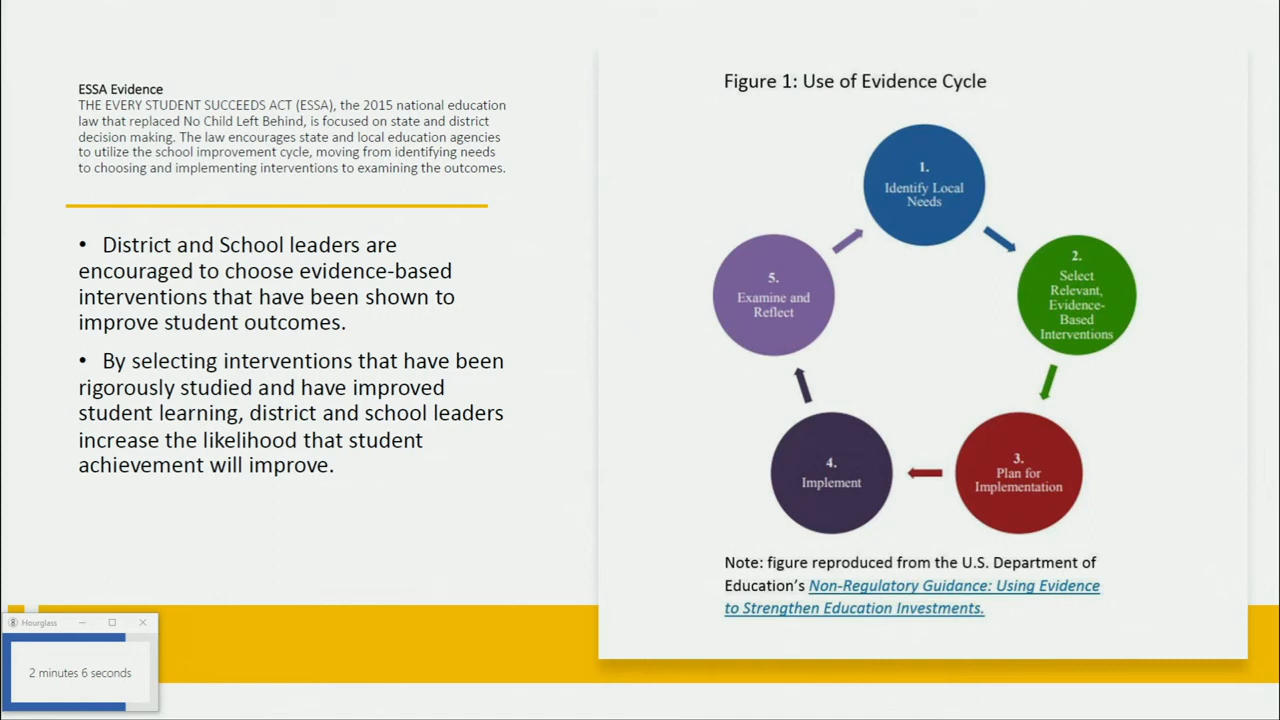 ESSA Evidence
THE EVERY STUDENT SUCCEEDS ACT (ESSA), the 2015 national education
law that replaced No Child Left Behind, is focused on state and district
decision making. The law encourages state and local education agencies
to utilize the school improvement cycle, moving from identifying needs
to choosing and implementing interventions to examining the outcomes.
• District and School leaders are
encouraged to choose evidence-based
interventions that have been shown to
improve student outcomes.
• By selecting interventions that have been
rigorously studied and have improved
student learning, district and school leaders
increase the likelihood that student
achievement will improve.
Figure 1: Use of Evidence Cycle
1.
Identify Local
Needs
2.
Select
Relevant,
Evidence-
Based
Interventions
3.
Plan for
Implementation
4.
Implement
5.
Examine and
Reflect
Note: figure reproduced from the U.S. Department of
Education's Non-Regulatory Guidance: Using Evidence
to Strengthen Education Investments.
Hourglass
2 minutes 6 seconds